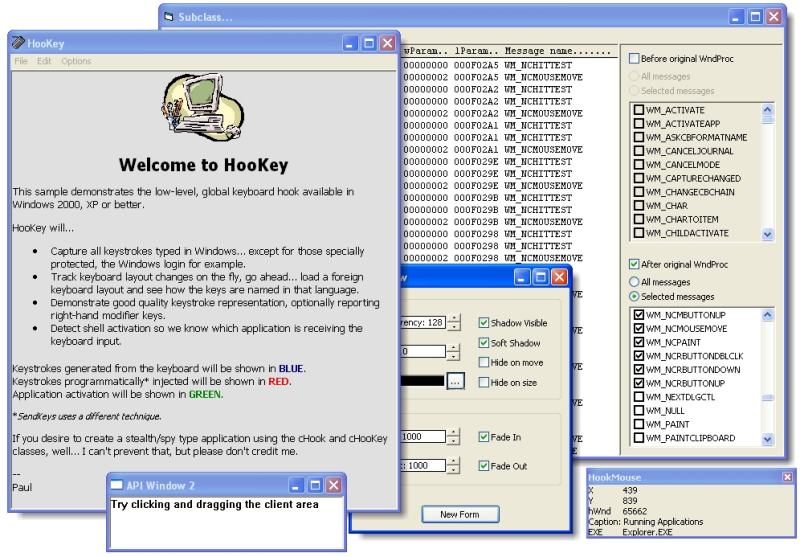 Subclass...
HooKey
File Edit Options
Welcome to HooKey
This sample demonstrates the low-level, global keyboard hook available in
Windows 2000, XP or better.
HooKey will...
• Capture all keystrokes typed in Windows... except for those specially
protected, the Windows login for example.
• Track keyboard layout changes on the fly, go ahead... load a foreign
keyboard layout and see how the keys are named in that language.
• Demonstrate good quality keystroke representation, optionally reporting
right-hand modifier keys.
• Detect shell activation so we know which application is receiving the
keyboard input.
Keystrokes generated from the keyboard will be shown in BLUE.
Keystrokes programmatically* injected will be shown in RED.
Application activation will be shown in GREEN.
*SendKeys uses a different technique.
If you desire to create a stealth/spy type application using the cHook and cHooKey
classes, well... I can't prevent that, but please don't credit me.
--
Paul
wParam.. lParam.. Message name.......
00000000 000F02A5 WM_NCHITTEST
00000002 000F02A5 WM_NCMOUSEMOVE
00000000 000F02A2 WM_NCHITTEST
00000000 000F02A2 WM_NCHITTEST
00000002 000F02A2 WM_NCMOUSEMOVE
00000000 000F02A1 WM_NCHITTEST
00000000 000F02A1 WM_NCHITTEST
00000002 000F02A1 WM_NCMOUSEMOVE
00000000 000F029E WM_NCHITTEST
00000000 000F029E WM_NCHITTEST
00000002 000F029E WM_NCMOUSEMOVE
00000000 000F029B WM_NCHITTEST
00000000 000F029B WM_NCHITTEST
00000002 000F029B WM_NCMOUSEMOVE
00000000 000F0298 WM_NCHITTEST
00000000 000F0298 WM_NCHITTEST
00000002 000F0298 WM_NCMOUSEMOVE
VE
VE
VE
VE
VE
Before original WndProc
All messages
Selected messages
WM_ACTIVATE
WM_ACTIVATEAPP
WM_ASKCBFORMATNAME
WM_CANCELJOURNAL
WM_CANCELMODE
WM_CAPTURECHANGED
WM_CHANGECBCHAIN
WM_CHAR
WM_CHARTOITEM
WM_CHILDACTIVATE
After original WndProc
All messages
Selected messages
WM_NCMBUTTONUP
WM_NCMOUSEMOVE
WM_NCPAINT
WM_NCRBUTTONDBLCLK
WM_NCRBUTTONDOWN
WM_NCRBUTTONUP
WM_NEXTDLGCTL
WM_NULL
WM_PAINT
WM_PAINTCLIPBOARD
w
rency: 128
Shadow Visible
0
Soft Shadow
Hide on move
...
Hide on size
1000
Fade In
: 1000
Fade Out
New Form
API Window 2
Try clicking and dragging the client area
HookMouse
X 439
Y 839
hWnd 65662
Caption: Running Applications
EXE Explorer.EXE